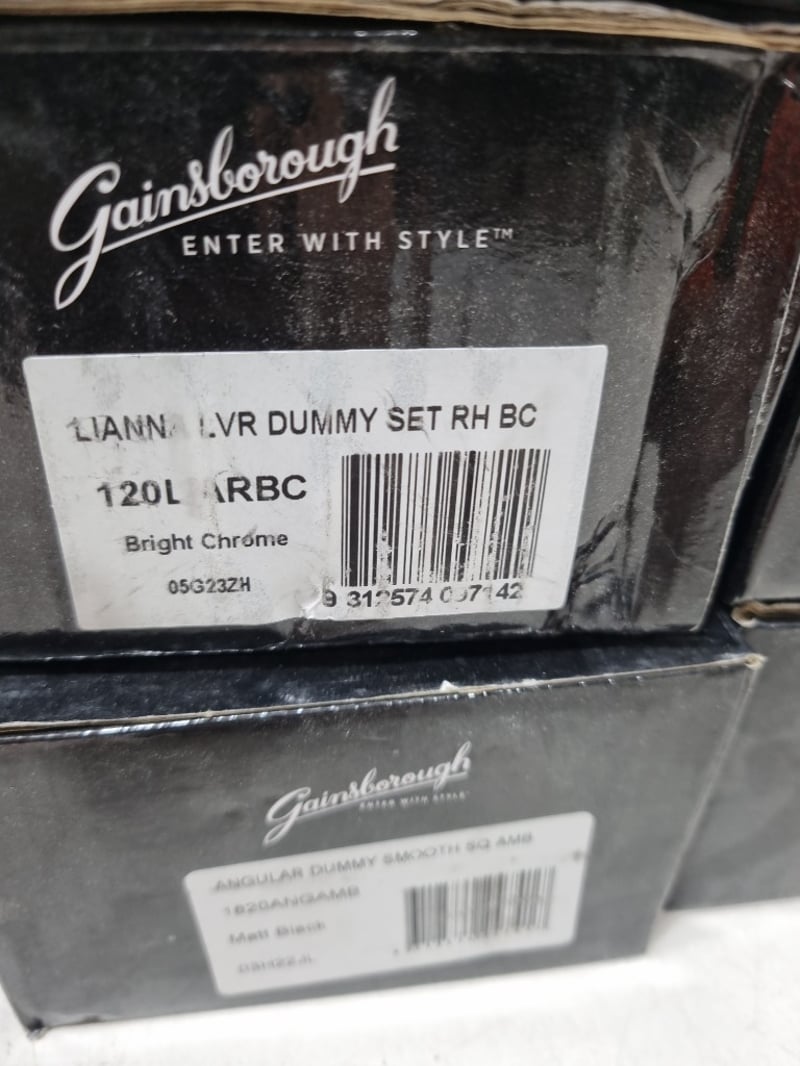 Gainsborough
ENTER WITH STYLE™
LVR DUMMY SET RH BC
Bright Chrome
05G23ZH
Gainsborough
ENTER WITH STYLE
ANGULAR DUMMY SMOOTH SQ AMB
1820ANGAMB
Matt Black